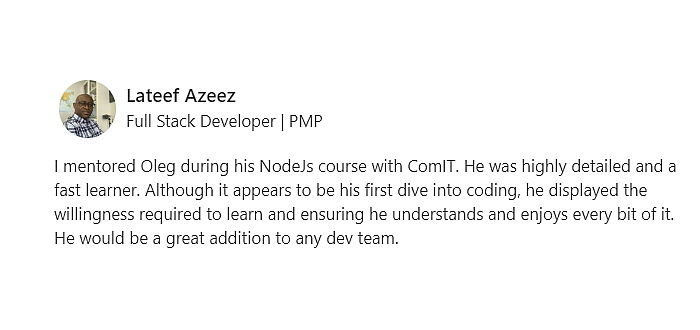 Lateef Azeez
Full Stack Developer | PMP
I mentored Oleg during his NodeJs course with ComIT. He was highly detailed and a
fast learner. Although it appears to be his first dive into coding, he displayed the
willingness required to learn and ensuring he understands and enjoys every bit of it.
He would be a great addition to any dev team.